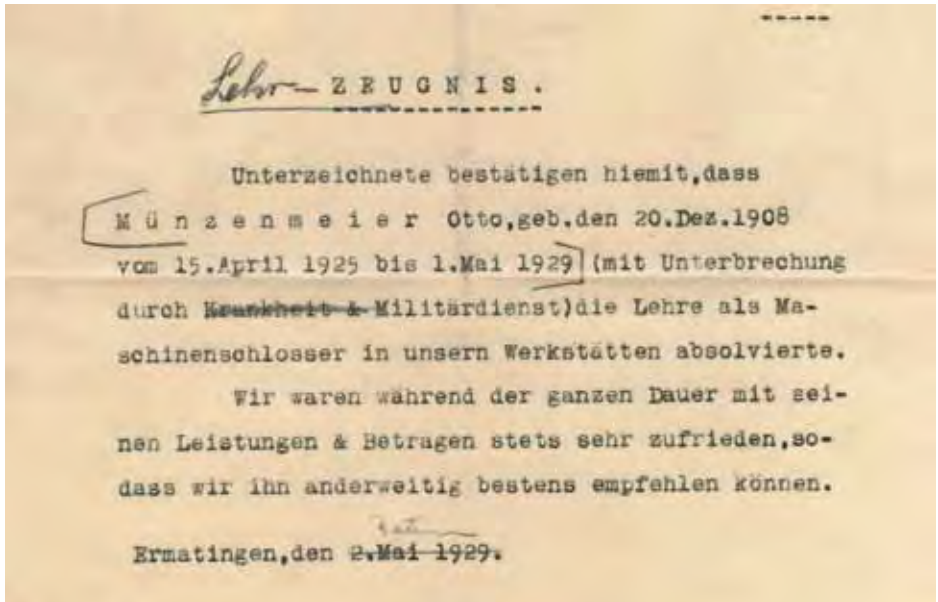 Lehr- ZEUGNIS.
Unterzeichnete bestätigen hiemit,dass
Münzenmeier Otto,geb.den 20.Dez.1908
vom 15.April 1925 bis 1.Mai 1929 (mit Unterbrechung
durch Krankheit & Militärdienst)die Lehre als Ma-
schinenschlosser in unsern Werkstätten absolvierte.
Wir waren während der ganzen Dauer mit sei-
nen Leistungen & Betragen stets sehr zufrieden,so-
dass wir ihn anderweitig bestens empfehlen können.
Ermatingen,den 2.Mai 1929.